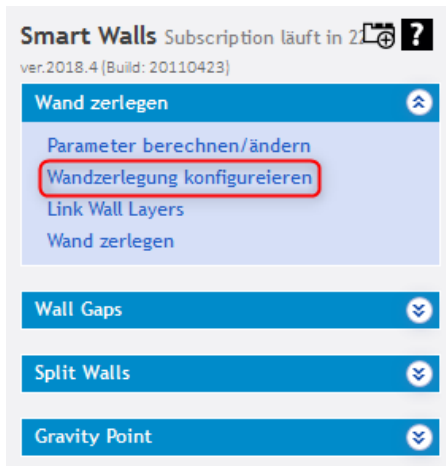 Smart Walls Subscription läuft in 22
?
ver.2018.4 (Build: 20110423)
Wand zerlegen
Parameter berechnen/ändern
Wandzerlegung konfigureieren
Link Wall Layers
Wand zerlegen
Wall Gaps
Split Walls
Gravity Point